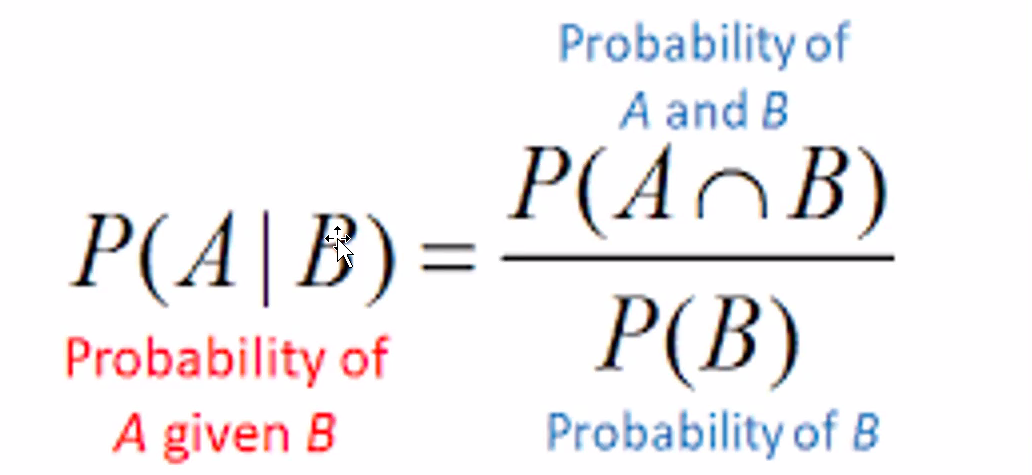 Probability of
A and B
P(A ∩ B)
P(A | B) =
P(B)
Probability of
A given B
Probability of B